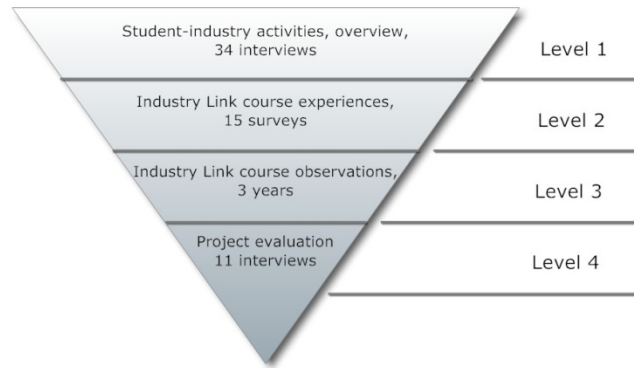 Student-industry activities, overview,
34 interviews
Level 1
Industry Link course experiences,
15 surveys
Level 2
Industry Link course observations,
3 years
Level 3
Project evaluation
11 interviews
Level 4